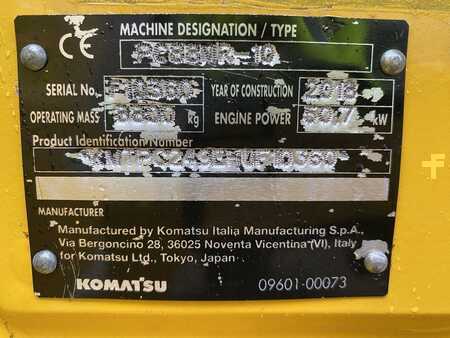 CE
MACHINE DESIGNATION / TYPE
SERIAL No.
YEAR OF CONSTRUCTION
OPERATING MASS kg
ENGINE POWER kW
Product Identification Number
MANUFACTURER
Manufactured by Komatsu Italia Manufacturing S.p.A.,
Via Bergoncino 28, 36025 Noventa Vicentina (VI), Italy
for Komatsu Ltd., Tokyo, Japan
KOMATSU
09601-00073